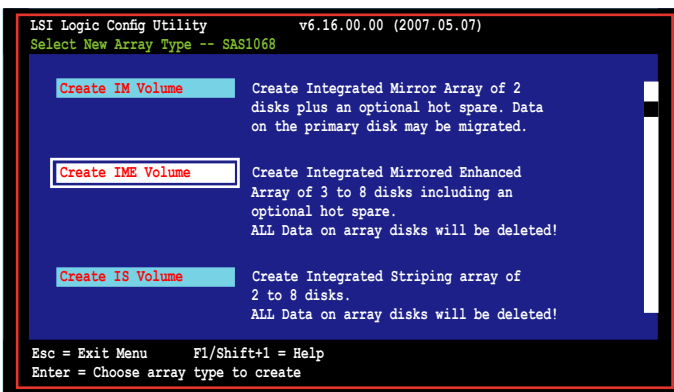 LSI Logic Config Utility v6.16.00.00 (2007.05.07)
Select New Array Type -- SAS1068
Create IM Volume Create Integrated Mirror Array of 2
disks plus an optional hot spare. Data
on the primary disk may be migrated.
Create IME Volume Create Integrated Mirrored Enhanced
Array of 3 to 8 disks including an
optional hot spare.
ALL Data on array disks will be deleted!
Create IS Volume Create Integrated Striping array of
2 to 8 disks.
ALL Data on array disks will be deleted!
Esc = Exit Menu F1/Shift+1 = Help
Enter = Choose array type to create